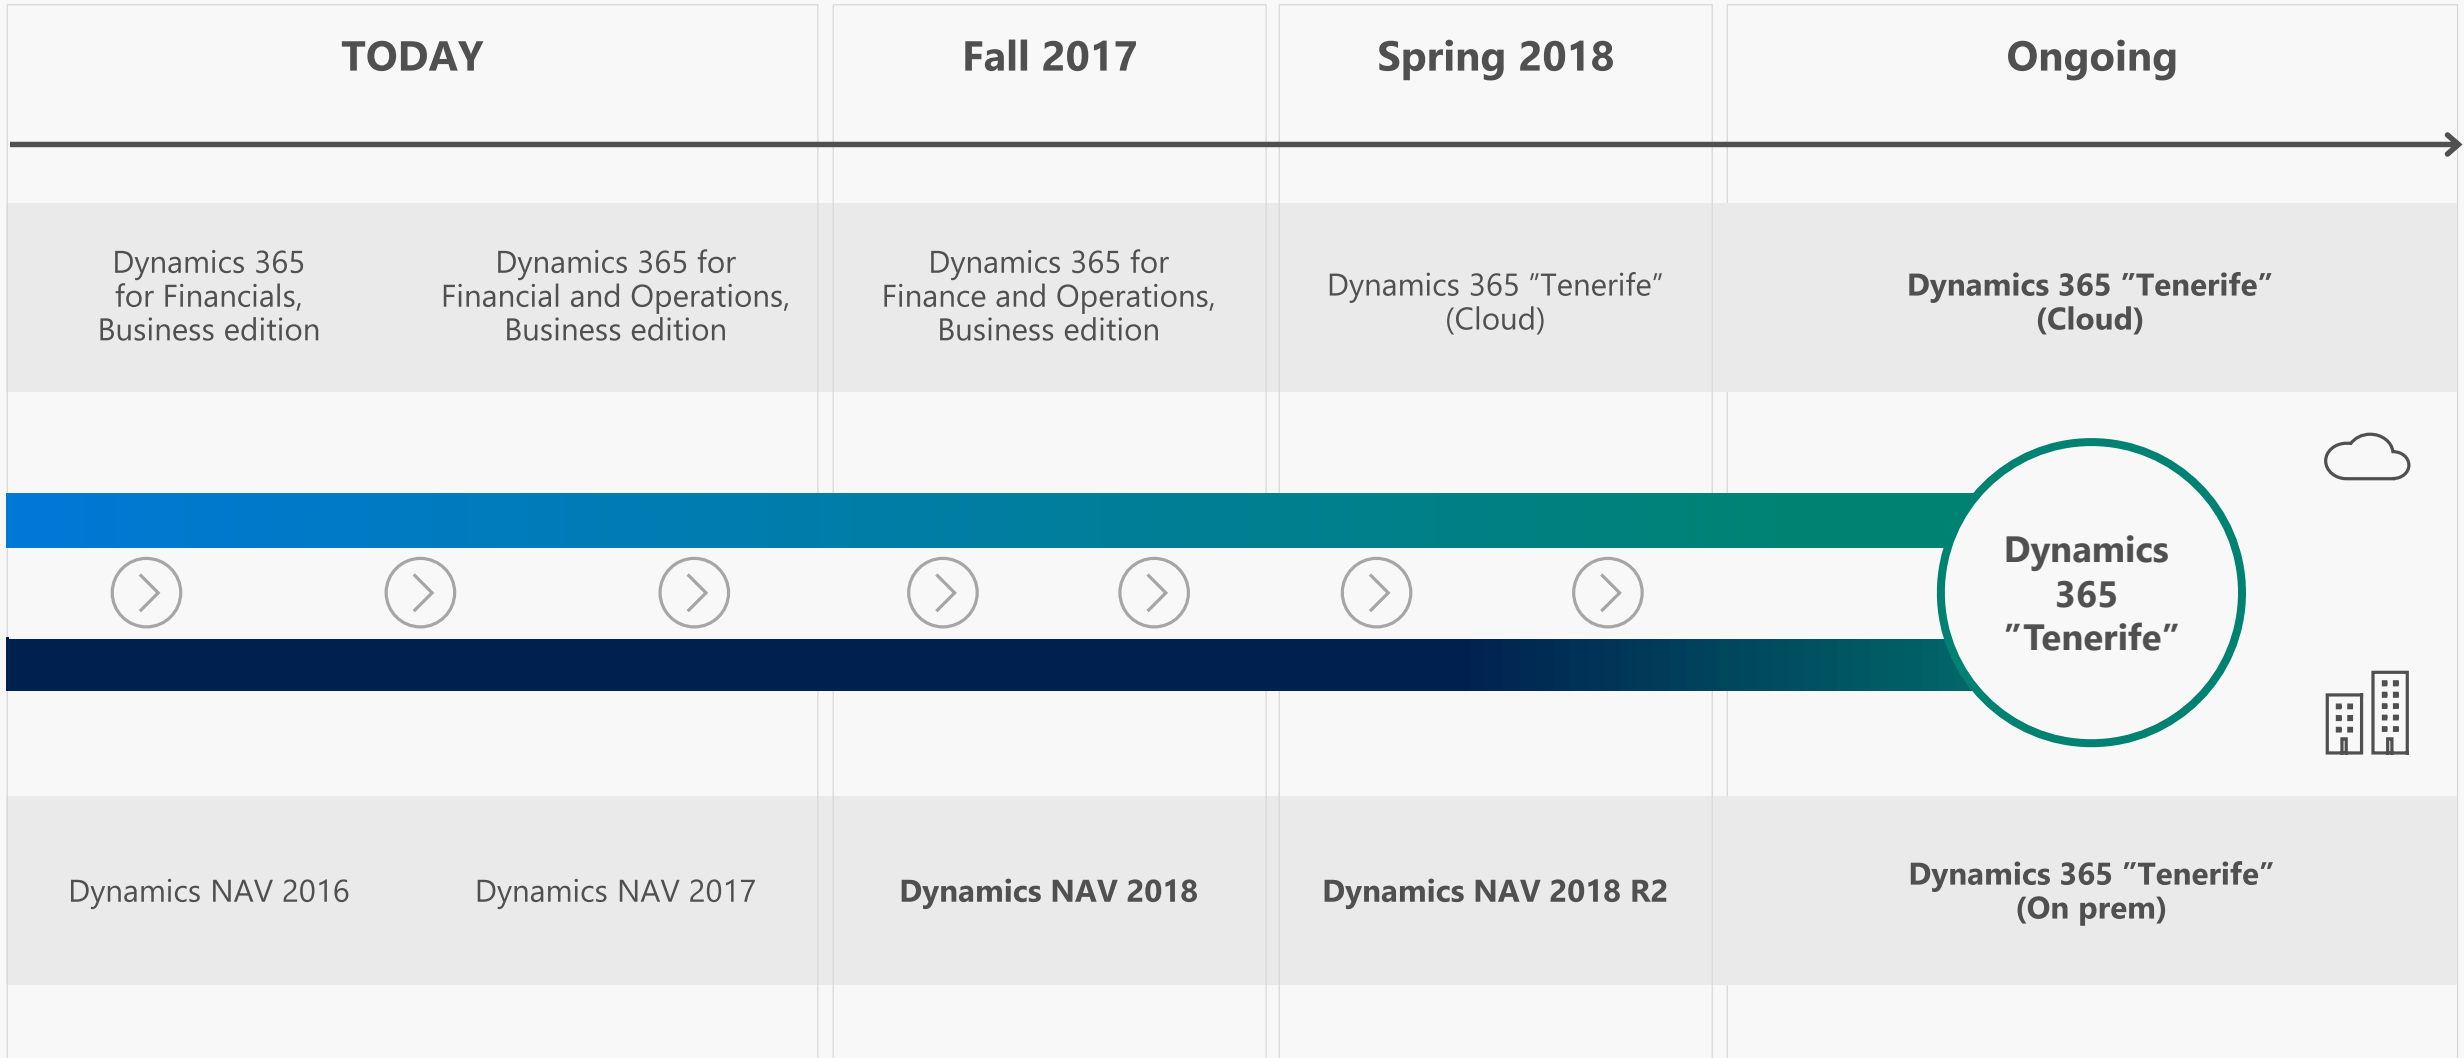 TODAY
Fall 2017
Spring 2018
Ongoing
Dynamics 365
for Financials,
Business edition
Dynamics 365 for
Financial and Operations,
Business edition
Dynamics 365 for
Finance and Operations,
Business edition
Dynamics 365 ”Tenerife”
(Cloud)
Dynamics 365 ”Tenerife”
(Cloud)
Dynamics
365
”Tenerife”
Dynamics NAV 2016
Dynamics NAV 2017
Dynamics NAV 2018
Dynamics NAV 2018 R2
Dynamics 365 ”Tenerife”
(On prem)